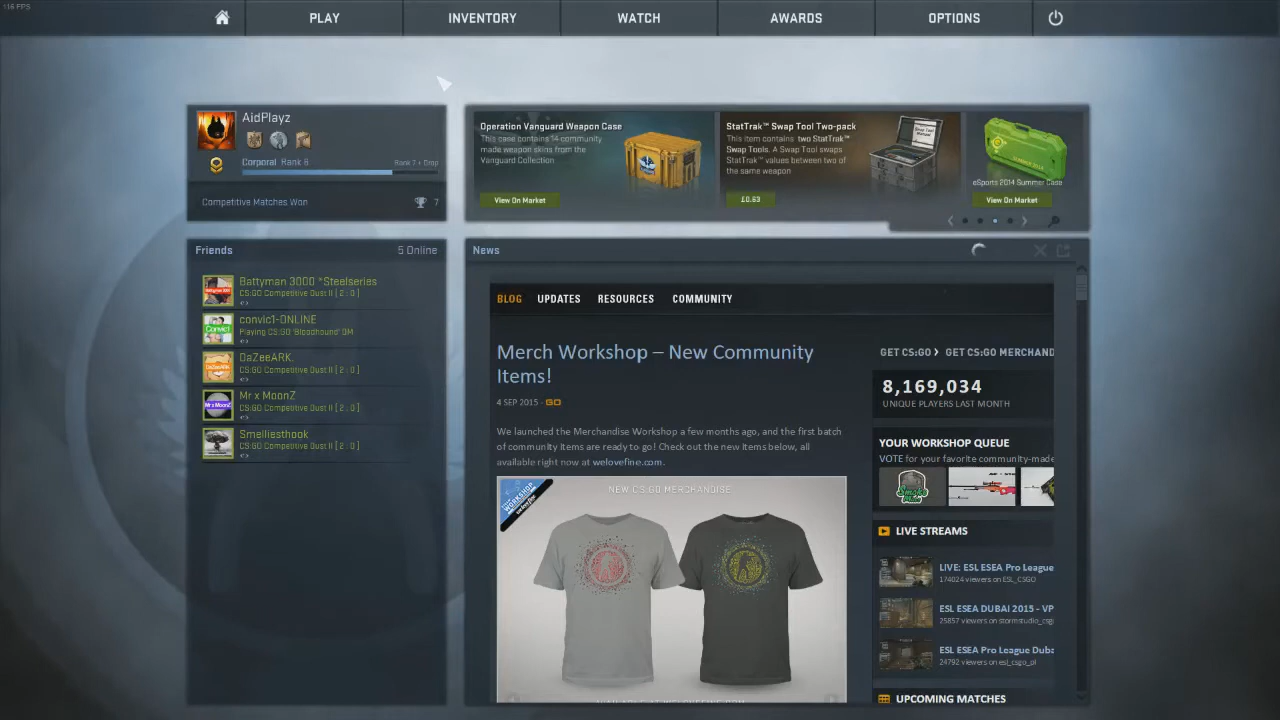 116 FPS
PLAY
INVENTORY
WATCH
AWARDS
OPTIONS
AidPlayz
Corporal Rank 6
Rank 7 + Drop
Competitive Matches Won
7
Operation Vanguard Weapon Case
This case contains 14 community
made weapon skins from the
Vanguard Collection
View On Market
StatTrak™ Swap Tool Two-pack
This item contains two StatTrak™
Swap Tools. A Swap Tool swaps
StatTrak™ values between two of
the same weapon
£0.63
eSports 2014 Summer Case
View On Market
Friends
5 Online
Battyman 3000 *Steelseries
CS:GO Competitive Dust II [ 2 : 0 ]
convic1-ONLINE
Playing CS:GO 'Bloodhound' DM
DaZeeARK.
CS:GO Competitive Dust II [ 2 : 0 ]
Mr x MoonZ
CS:GO Competitive Dust II [ 2 : 0 ]
Smelliesthook
CS:GO Competitive Dust II [ 2 : 0 ]
News
BLOG
UPDATES
RESOURCES
COMMUNITY
Merch Workshop – New Community
Items!
4 SEP 2015 - GO
We launched the Merchandise Workshop a few months ago, and the first batch
of community items are ready to go! Check out the new items below, all
available right now at welovefine.com.
NEW CS:GO MERCHANDISE
GET CS:GO GET CS:GO MERCHAND
8,169,034
UNIQUE PLAYERS LAST MONTH
YOUR WORKSHOP QUEUE
VOTE for your favorite community-made
LIVE STREAMS
LIVE: ESL ESEA Pro League
174024 viewers on ESL_CSGO
ESL ESEA DUBAI 2015 - VP
25857 viewers on stormstudio_csg
ESL ESEA Pro League Duba
24792 viewers on esl_csgo_pl
UPCOMING MATCHES